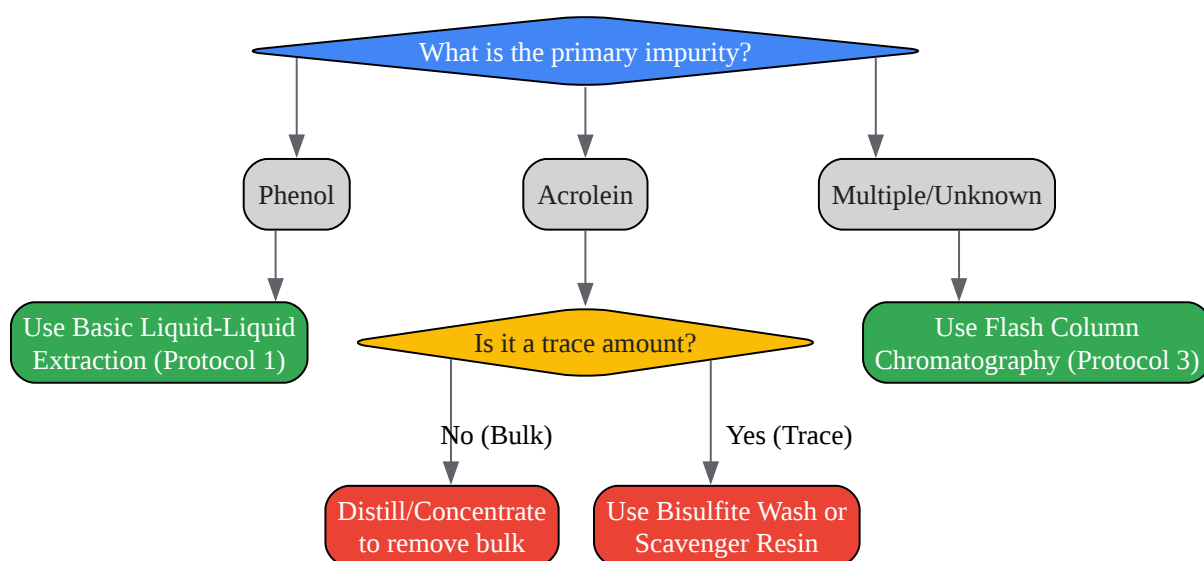 What is the primary impurity?
Phenol
Acrolein
Multiple/Unknown
Use Basic Liquid-Liquid
Extraction (Protocol 1)
Is it a trace amount?
Use Flash Column
Chromatography (Protocol 3)
No (Bulk)
Yes (Trace)
Distill/Concentrate
to remove bulk
Use Bisulfite Wash or
Scavenger Resin